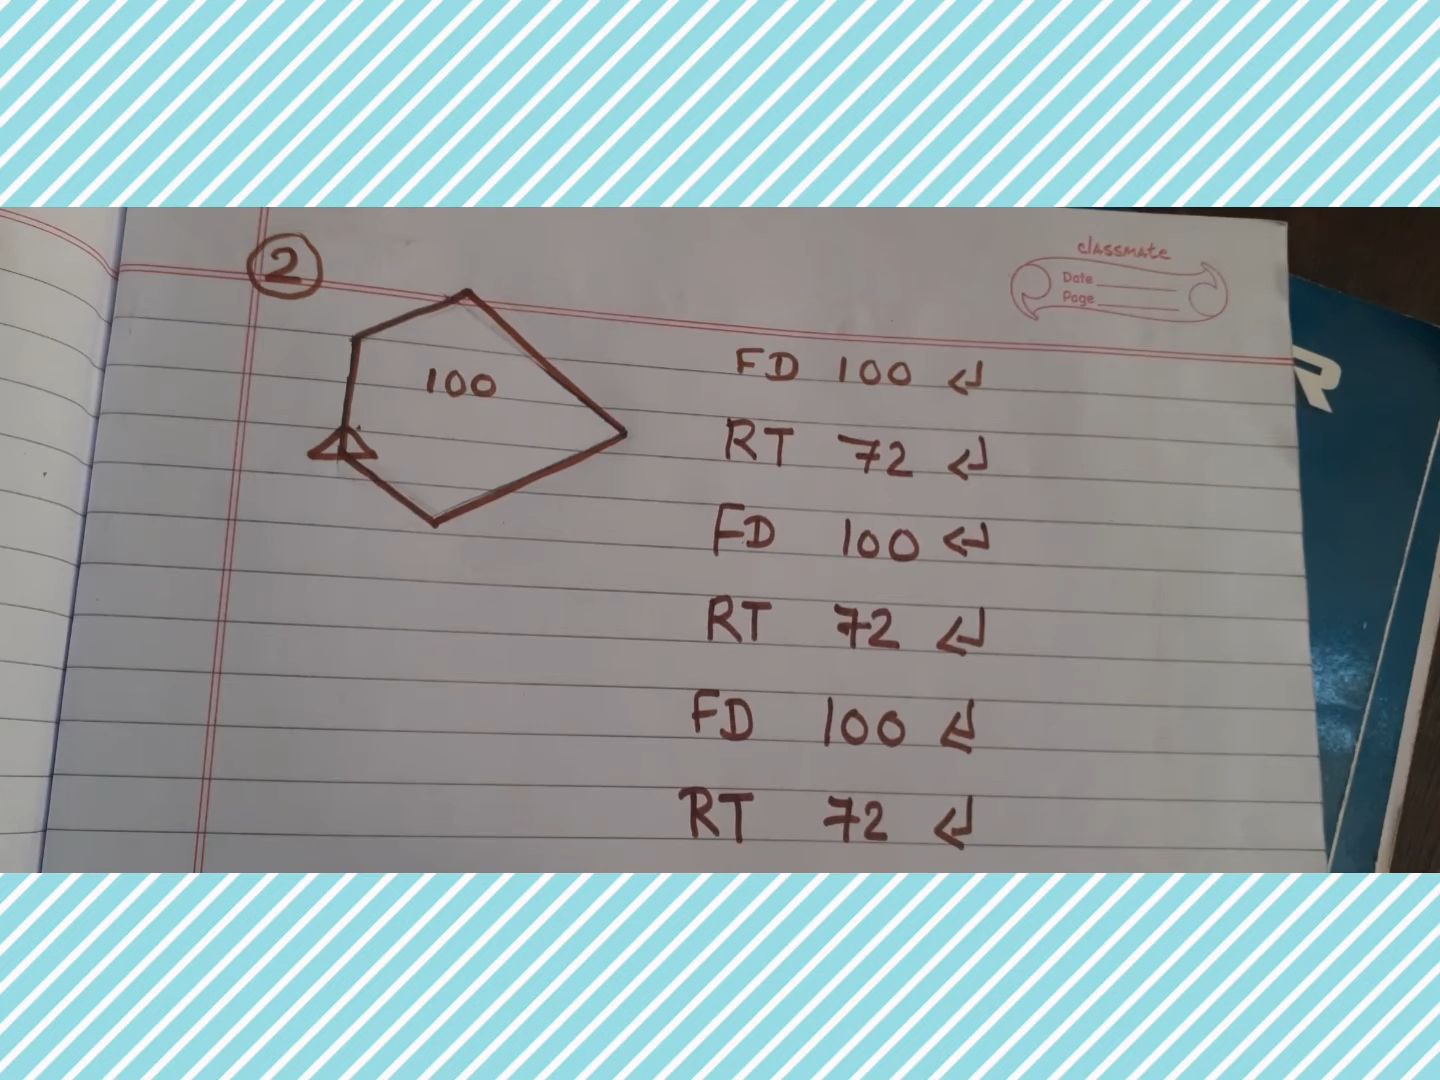 2
classmate
Date
Page
100
FD 100 ↵
RT 72 ↵
FD 100 ↵
RT 72 ↵
FD 100 ↵
RT 72 ↵
R